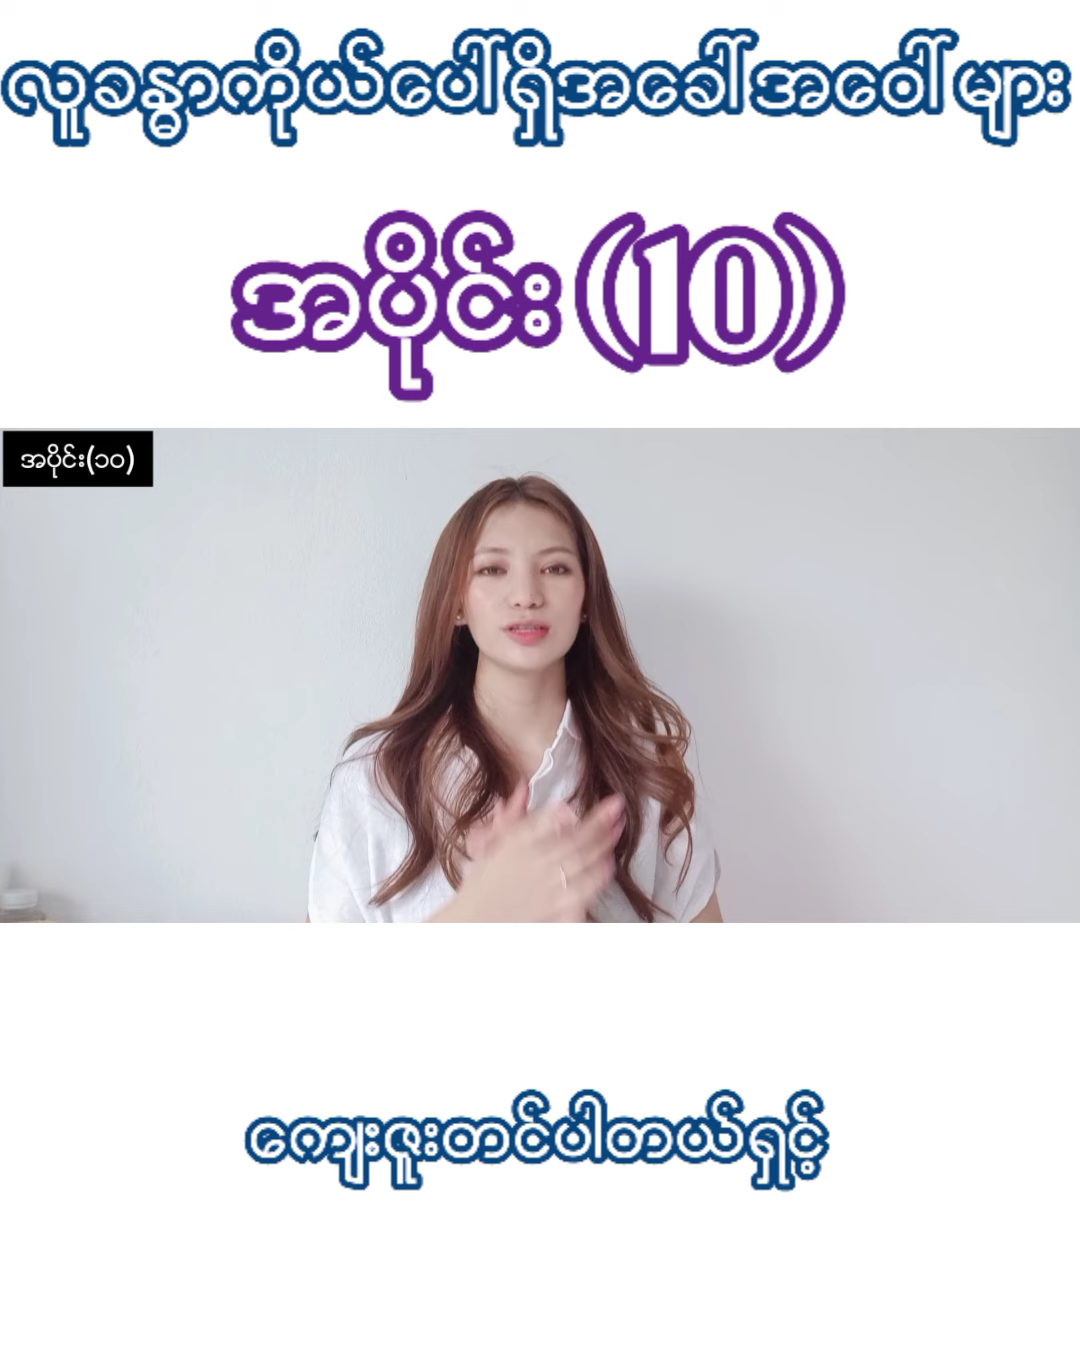 လူခန္ဓာကိုယ်ပေါ်ရှိအခေါ်အဝေါ်များ
အပိုင်း (10)
အပိုင်း(၁၀)
ကျေးဇူးတင်ပါတယ်ရှင့်